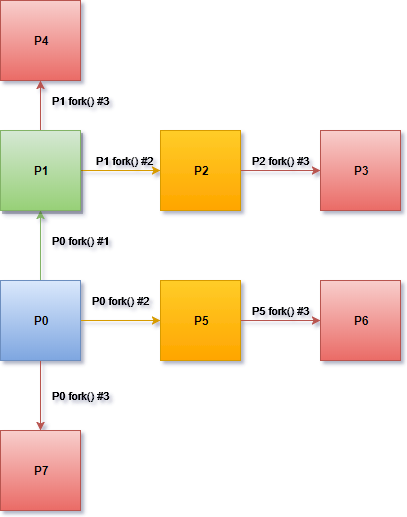 P4
P1 fork() #3
P1
P1 fork() #2
P2
P2 fork() #3
P3
P0 fork() #1
P0
P0 fork() #2
P5
P5 fork() #3
P6
P0 fork() #3
P7